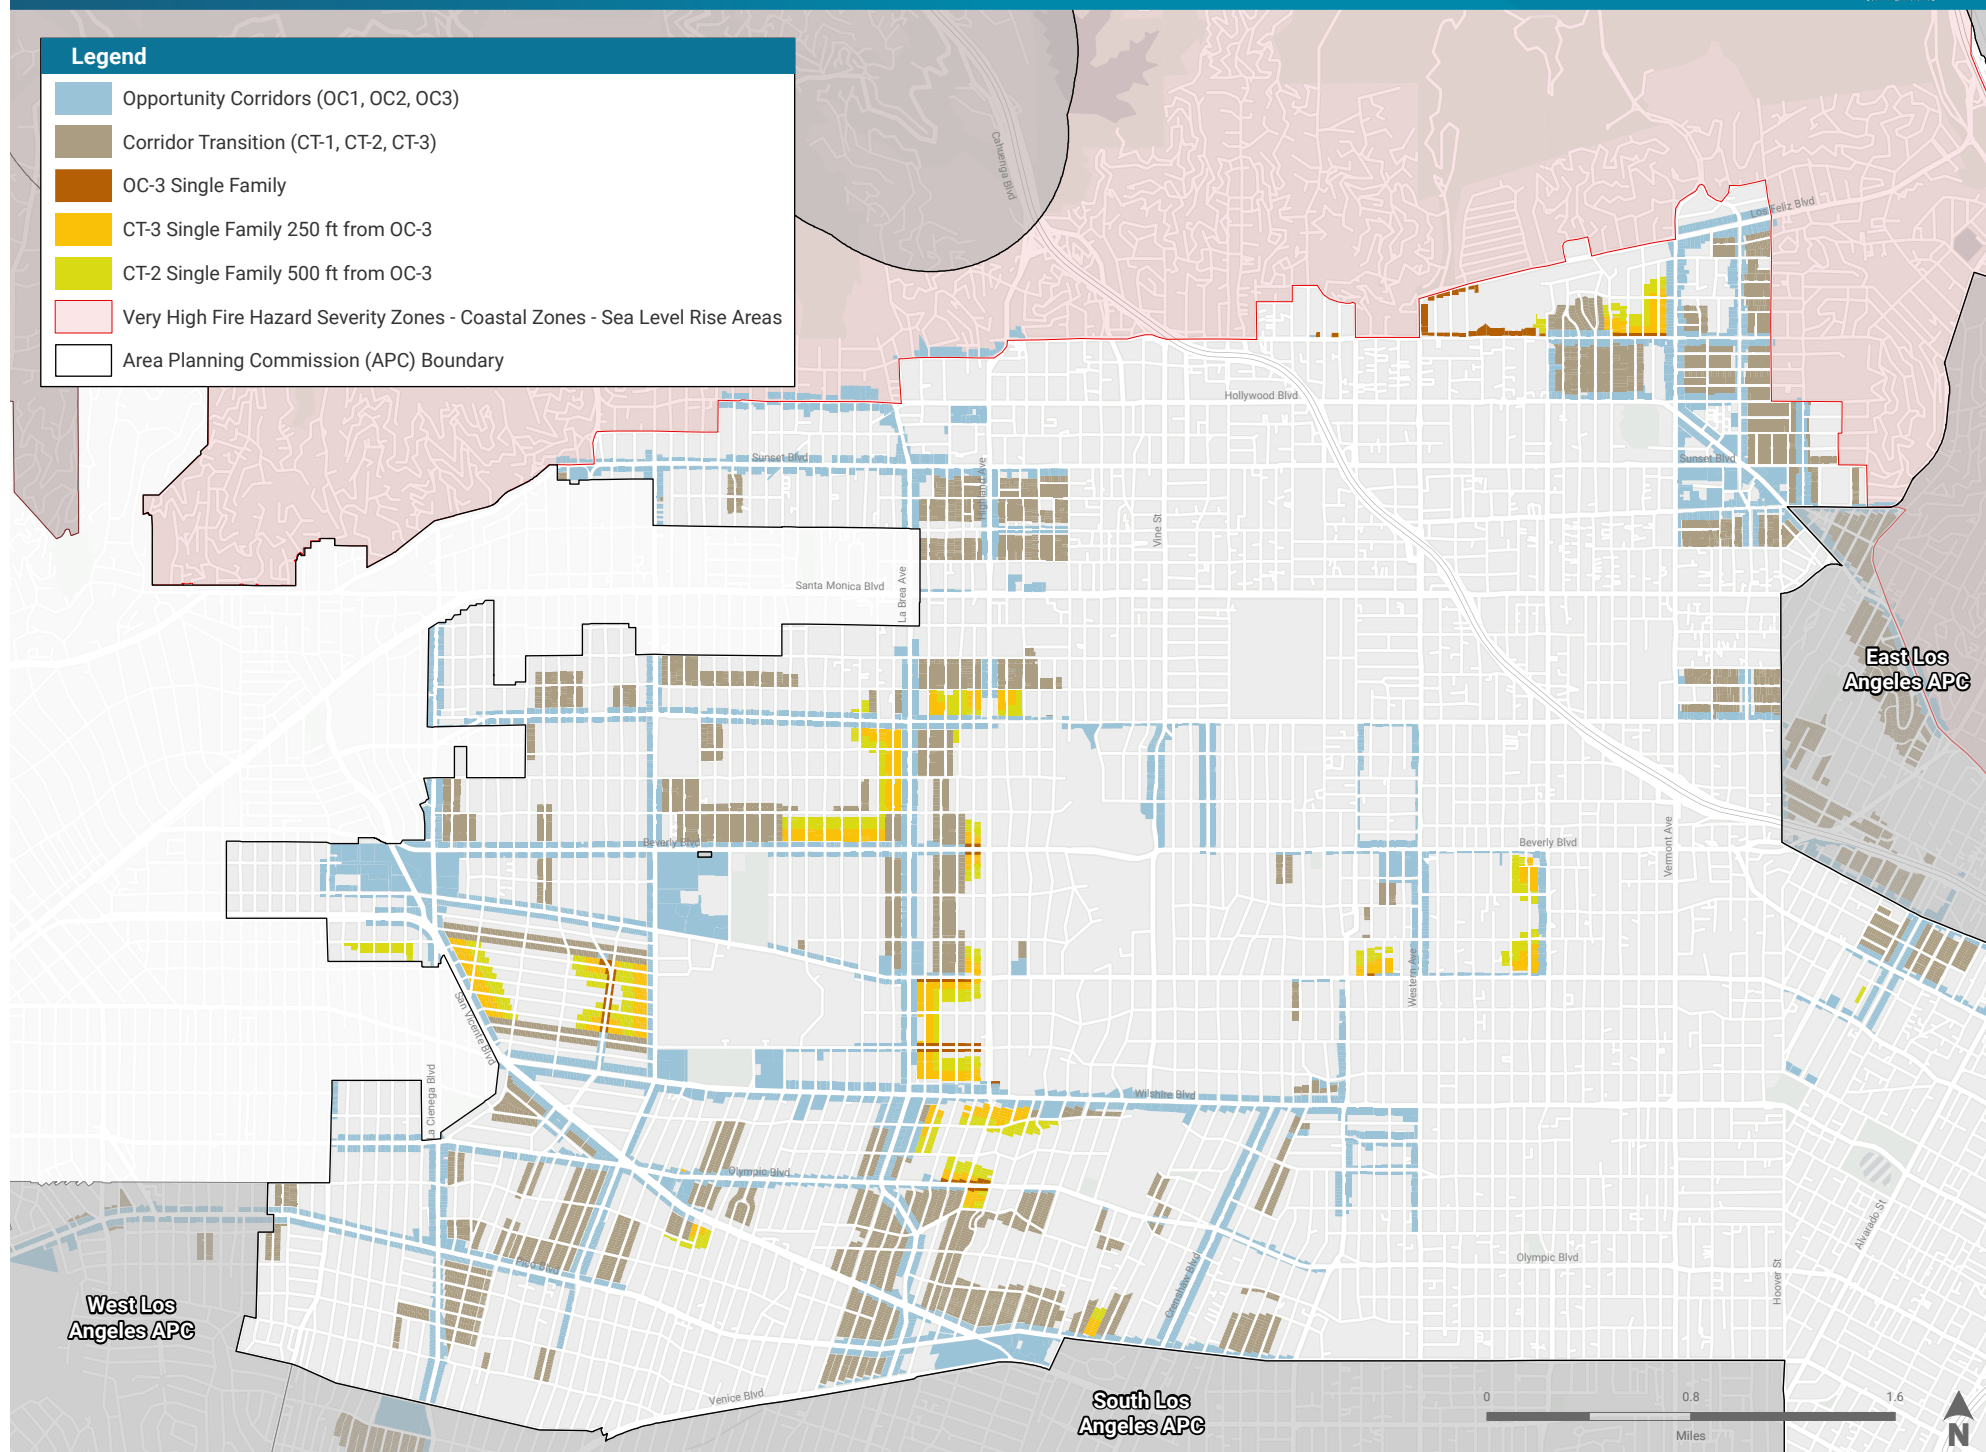 Legend
Opportunity Corridors (OC1, OC2, OC3)
Corridor Transition (CT-1, CT-2, CT-3)
OC-3 Single Family
CT-3 Single Family 250 ft from OC-3
CT-2 Single Family 500 ft from OC-3
Very High Fire Hazard Severity Zones - Coastal Zones - Sea Level Rise Areas
Area Planning Commission (APC) Boundary
Cahuenga Blvd
Los Feliz Blvd
Hollywood Blvd
Sunset Blvd
Sunset Blvd
Highland Ave
Vine St
Santa Monica Blvd
La Brea Ave
East Los
Angeles APC
Beverly Blvd
Beverly Blvd
Vermont Ave
Western Ave
San Vicente Blvd
La Cienega Blvd
Wilshire Blvd
Olympic Blvd
Alvarado St
Pico Blvd
Crenshaw Blvd
Olympic Blvd
Hoover St
West Los
Angeles APC
Venice Blvd
South Los
Angeles APC
0 0.8 1.6
Miles
N